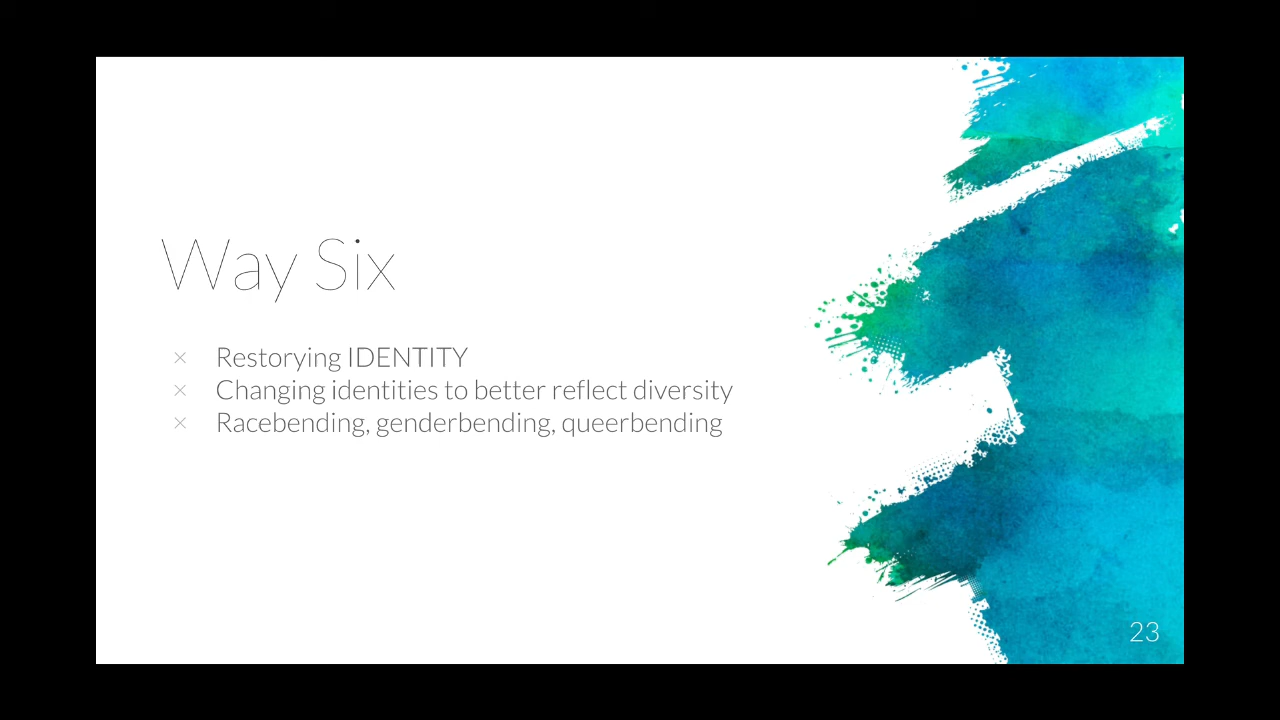 Way Six
× Restorying IDENTITY
× Changing identities to better reflect diversity
× Racebending, genderbending, queerbending
23